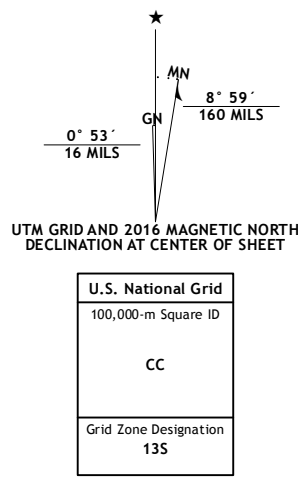 ★
MN
GN
8° 59´
160 MILS
0° 53´
16 MILS
UTM GRID AND 2016 MAGNETIC NORTH
DECLINATION AT CENTER OF SHEET
U.S. National Grid
100,000-m Square ID
CC
Grid Zone Designation
13S